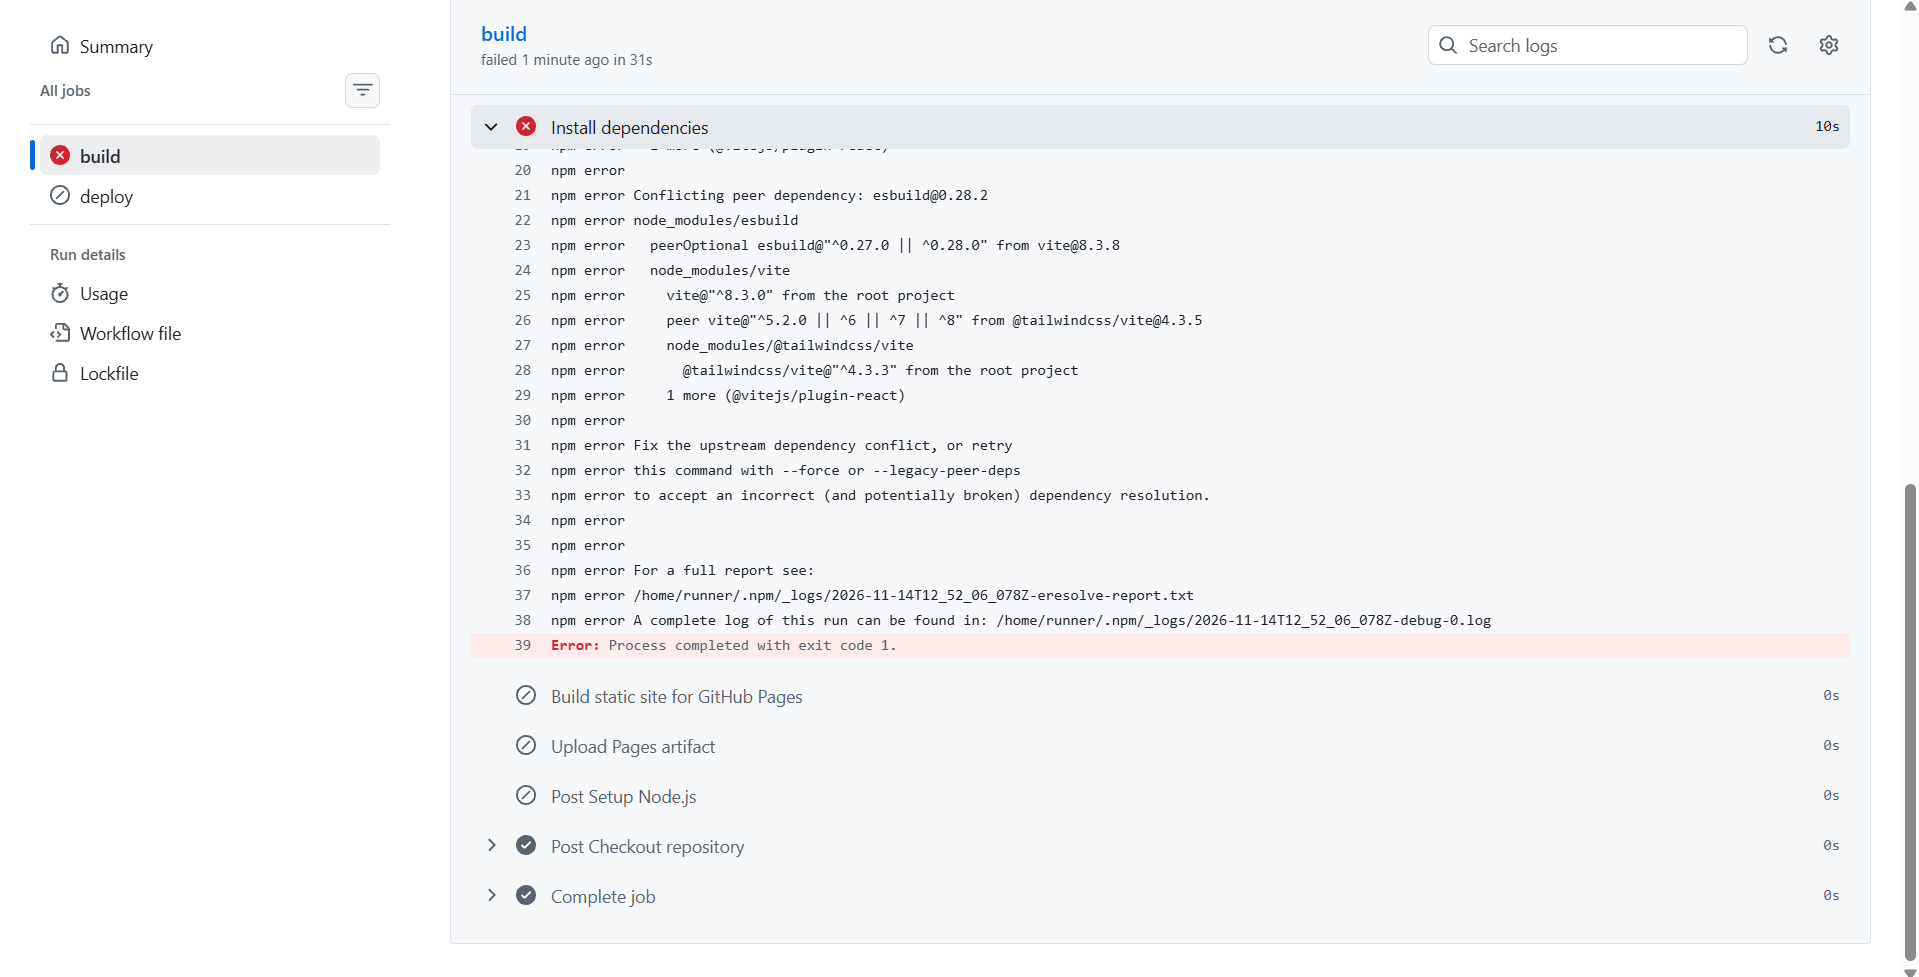 Summary
All jobs
build
deploy
Run details
Usage
Workflow file
Lockfile
build
failed 1 minute ago in 31s
Search logs
Install dependencies 10s
20 npm error
21 npm error Conflicting peer dependency: esbuild@0.28.2
22 npm error node_modules/esbuild
23 npm error   peerOptional esbuild@"^0.27.0 || ^0.28.0" from vite@8.3.8
24 npm error   node_modules/vite
25 npm error     vite@"^8.3.0" from the root project
26 npm error     peer vite@"^5.2.0 || ^6 || ^7 || ^8" from @tailwindcss/vite@4.3.5
27 npm error     node_modules/@tailwindcss/vite
28 npm error       @tailwindcss/vite@"^4.3.3" from the root project
29 npm error     1 more (@vitejs/plugin-react)
30 npm error
31 npm error Fix the upstream dependency conflict, or retry
32 npm error this command with --force or --legacy-peer-deps
33 npm error to accept an incorrect (and potentially broken) dependency resolution.
34 npm error
35 npm error
36 npm error For a full report see:
37 npm error /home/runner/.npm/_logs/2026-11-14T12_52_06_078Z-eresolve-report.txt
38 npm error A complete log of this run can be found in: /home/runner/.npm/_logs/2026-11-14T12_52_06_078Z-debug-0.log
39 Error: Process completed with exit code 1.
Build static site for GitHub Pages 0s
Upload Pages artifact 0s
Post Setup Node.js 0s
Post Checkout repository 0s
Complete job 0s